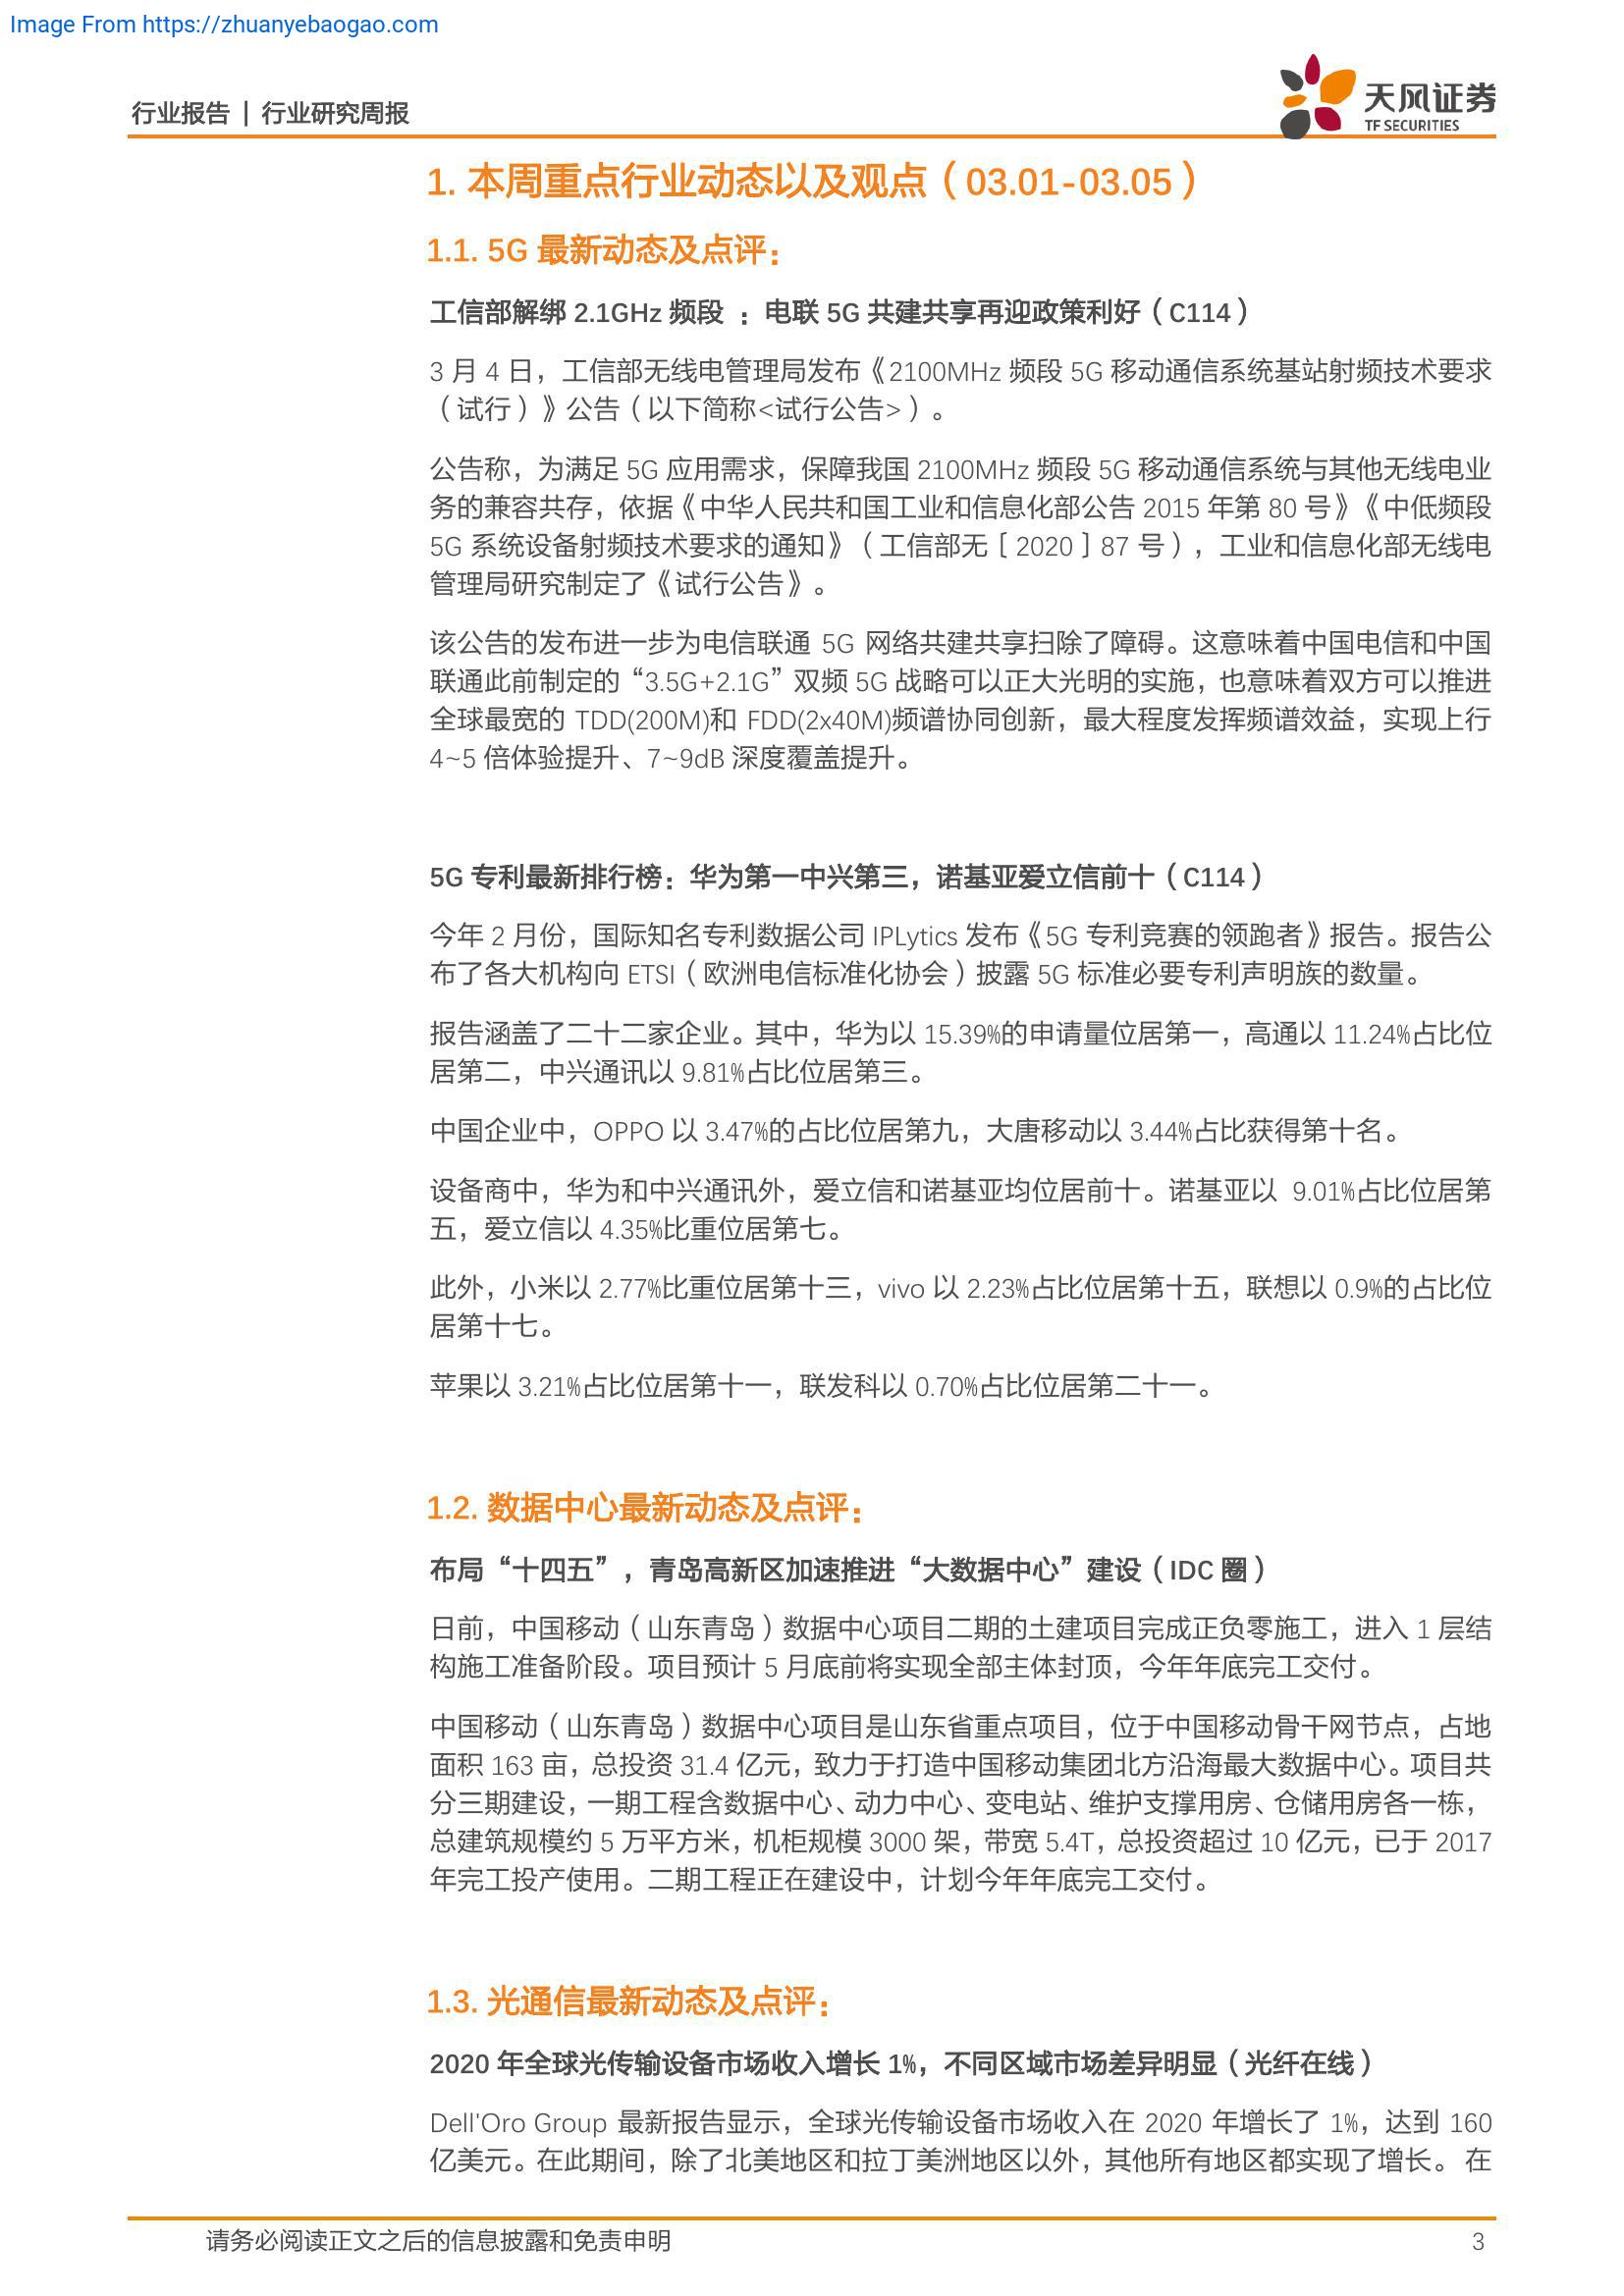 Image From https://zhuanyebaogao.com
行业报告 | 行业研究周报
天风证券
TF SECURITIES
1. 本周重点行业动态以及观点（03.01-03.05）
1.1. 5G 最新动态及点评：
工信部解绑 2.1GHz 频段 ：电联 5G 共建共享再迎政策利好（C114）
3 月 4 日，工信部无线电管理局发布《2100MHz 频段 5G 移动通信系统基站射频技术要求
（试行）》公告（以下简称<试行公告>）。
公告称，为满足 5G 应用需求，保障我国 2100MHz 频段 5G 移动通信系统与其他无线电业
务的兼容共存，依据《中华人民共和国工业和信息化部公告 2015 年第 80 号》《中低频段
5G 系统设备射频技术要求的通知》（工信部无〔2020〕87 号），工业和信息化部无线电
管理局研究制定了《试行公告》。
该公告的发布进一步为电信联通 5G 网络共建共享扫除了障碍。这意味着中国电信和中国
联通此前制定的“3.5G+2.1G”双频 5G 战略可以正大光明的实施，也意味着双方可以推进
全球最宽的 TDD(200M)和 FDD(2x40M)频谱协同创新，最大程度发挥频谱效益，实现上行
4~5 倍体验提升、7~9dB 深度覆盖提升。
5G 专利最新排行榜：华为第一中兴第三，诺基亚爱立信前十（C114）
今年 2 月份，国际知名专利数据公司 IPLytics 发布《5G 专利竞赛的领跑者》报告。报告公
布了各大机构向 ETSI（欧洲电信标准化协会）披露 5G 标准必要专利声明族的数量。
报告涵盖了二十二家企业。其中，华为以 15.39%的申请量位居第一，高通以 11.24%占比位
居第二，中兴通讯以 9.81%占比位居第三。
中国企业中，OPPO 以 3.47%的占比位居第九，大唐移动以 3.44%占比获得第十名。
设备商中，华为和中兴通讯外，爱立信和诺基亚均位居前十。诺基亚以 9.01%占比位居第
五，爱立信以 4.35%比重位居第七。
此外，小米以 2.77%比重位居第十三，vivo 以 2.23%占比位居第十五，联想以 0.9%的占比位
居第十七。
苹果以 3.21%占比位居第十一，联发科以 0.70%占比位居第二十一。
1.2. 数据中心最新动态及点评：
布局“十四五”，青岛高新区加速推进“大数据中心”建设（IDC 圈）
日前，中国移动（山东青岛）数据中心项目二期的土建项目完成正负零施工，进入 1 层结
构施工准备阶段。项目预计 5 月底前将实现全部主体封顶，今年年底完工交付。
中国移动（山东青岛）数据中心项目是山东省重点项目，位于中国移动骨干网节点，占地
面积 163 亩，总投资 31.4 亿元，致力于打造中国移动集团北方沿海最大数据中心。项目共
分三期建设，一期工程含数据中心、动力中心、变电站、维护支撑用房、仓储用房各一栋，
总建筑规模约 5 万平方米，机柜规模 3000 架，带宽 5.4T，总投资超过 10 亿元，已于 2017
年完工投产使用。二期工程正在建设中，计划今年年底完工交付。
1.3. 光通信最新动态及点评：
2020 年全球光传输设备市场收入增长 1%，不同区域市场差异明显（光纤在线）
Dell'Oro Group 最新报告显示，全球光传输设备市场收入在 2020 年增长了 1%，达到 160
亿美元。在此期间，除了北美地区和拉丁美洲地区以外，其他所有地区都实现了增长。 在
请务必阅读正文之后的信息披露和免责申明
3